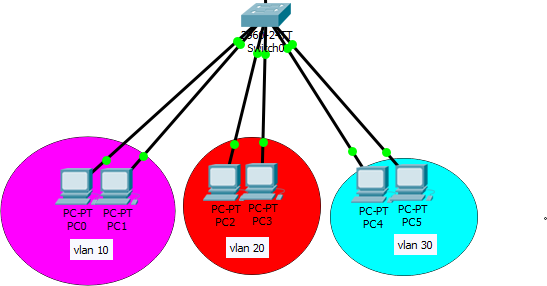 2960-24TT
Switch0
PC-PT
PC0
PC-PT
PC1
PC-PT
PC2
PC-PT
PC3
PC-PT
PC4
PC-PT
PC5
vlan 10
vlan 20
vlan 30